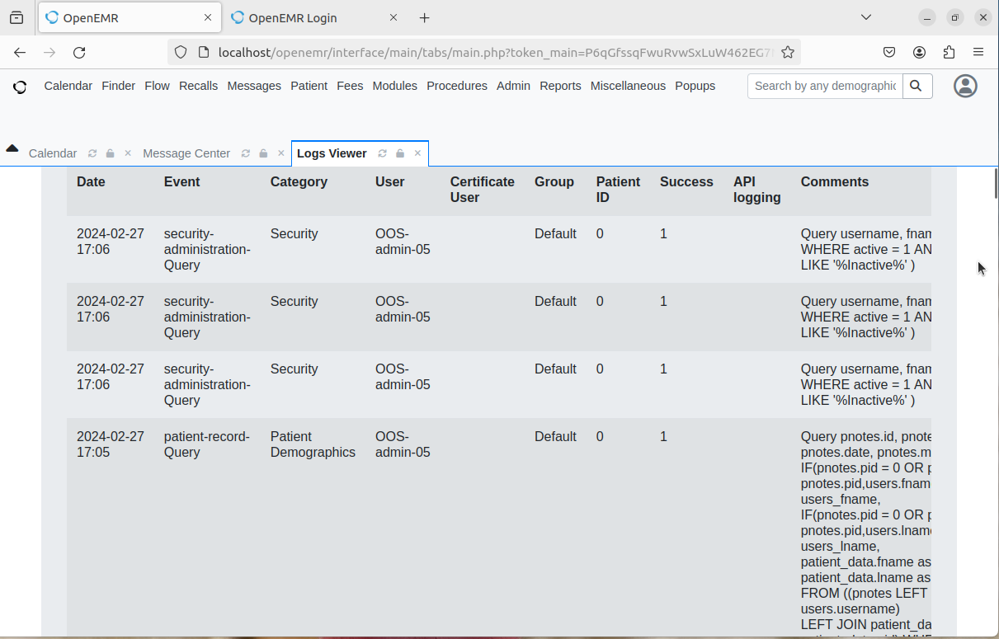 OpenEMR
OpenEMR Login
localhost/openemr/interface/main/tabs/main.php?token_main=P6qGfssqFwuRvwSxLuW462EG7
Calendar Finder Flow Recalls Messages Patient Fees Modules Procedures Admin Reports Miscellaneous Popups
Search by any demographic
Calendar Message Center Logs Viewer
Date Event Category User Certificate User Group Patient ID Success API logging Comments
2024-02-27 17:06 security-administration-Query Security OOS-admin-05 Default 0 1
Query username, fnam
WHERE active = 1 AN
LIKE '%Inactive%' )
2024-02-27 17:06 security-administration-Query Security OOS-admin-05 Default 0 1
Query username, fnam
WHERE active = 1 AN
LIKE '%Inactive%' )
2024-02-27 17:06 security-administration-Query Security OOS-admin-05 Default 0 1
Query username, fnam
WHERE active = 1 AN
LIKE '%Inactive%' )
2024-02-27 17:05 patient-record-Query Patient Demographics OOS-admin-05 Default 0 1
Query pnotes.id, pnote
pnotes.date, pnotes.m
IF(pnotes.pid = 0 OR p
pnotes.pid,users.fname
users_fname,
IF(pnotes.pid = 0 OR p
pnotes.pid,users.lname
users_lname,
patient_data.fname as
patient_data.lname as
FROM ((pnotes LEFT
users.username)
LEFT JOIN patient_da